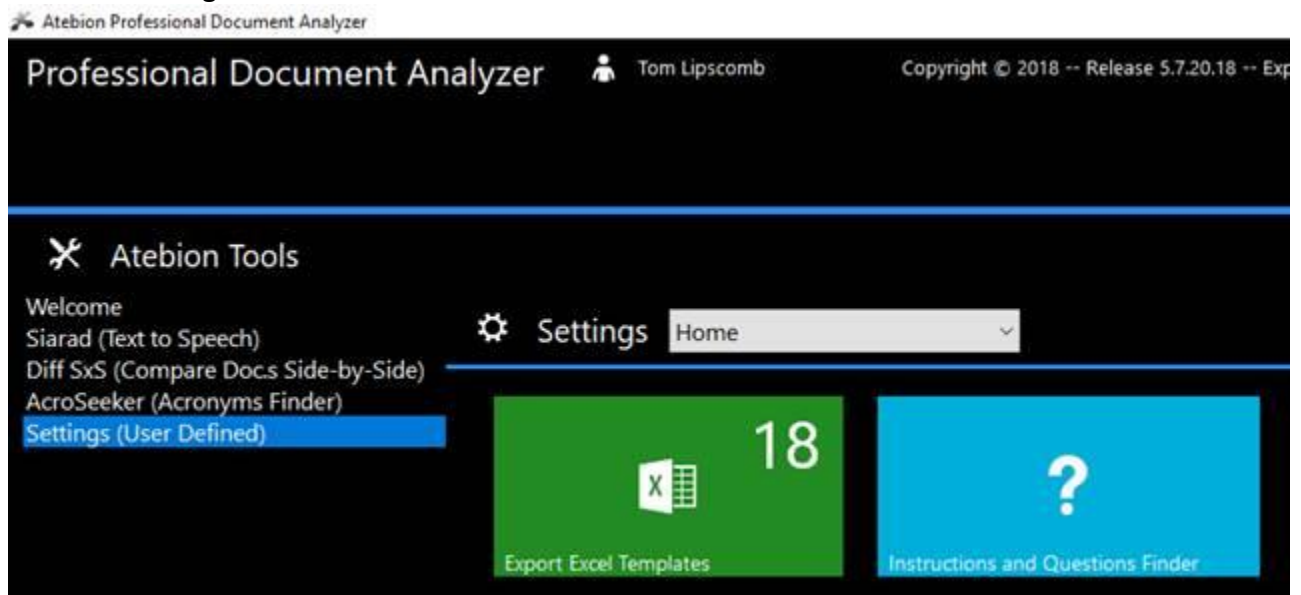 Atebion Professional Document Analyzer
Professional Document Analyzer
Tom Lipscomb
Copyright © 2018 -- Release 5.7.20.18 -- Exp
Atebion Tools
Welcome
Siarad (Text to Speech)
Diff SxS (Compare Doc.s Side-by-Side)
AcroSeeker (Acronyms Finder)
Settings (User Defined)
Settings
Home
18
Export Excel Templates
?
Instructions and Questions Finder